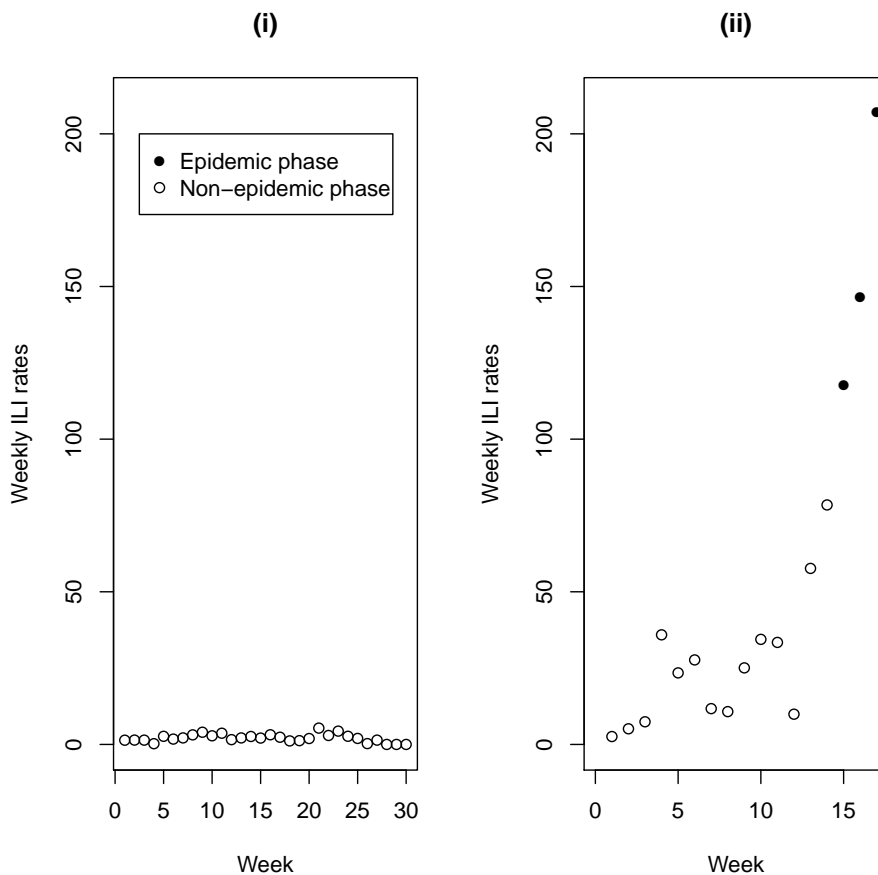 (i)
Weekly ILI rates
200
150
100
50
0
Epidemic phase
Non−epidemic phase
0 5 10 15 20 25 30
Week
(ii)
Weekly ILI rates
200
150
100
50
0
0 5 10 15
Week